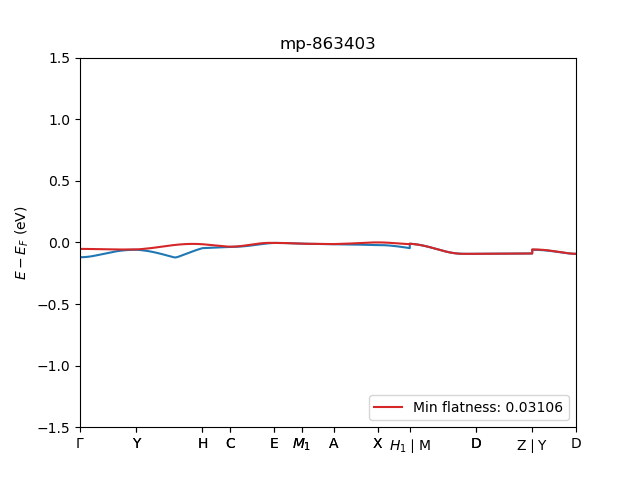 mp-863403
E − E_F (eV)
1.5
1.0
0.5
0.0
−0.5
−1.0
−1.5
Min flatness: 0.03106
Γ Y H C E M₁ A X H₁ | M D Z | Y D